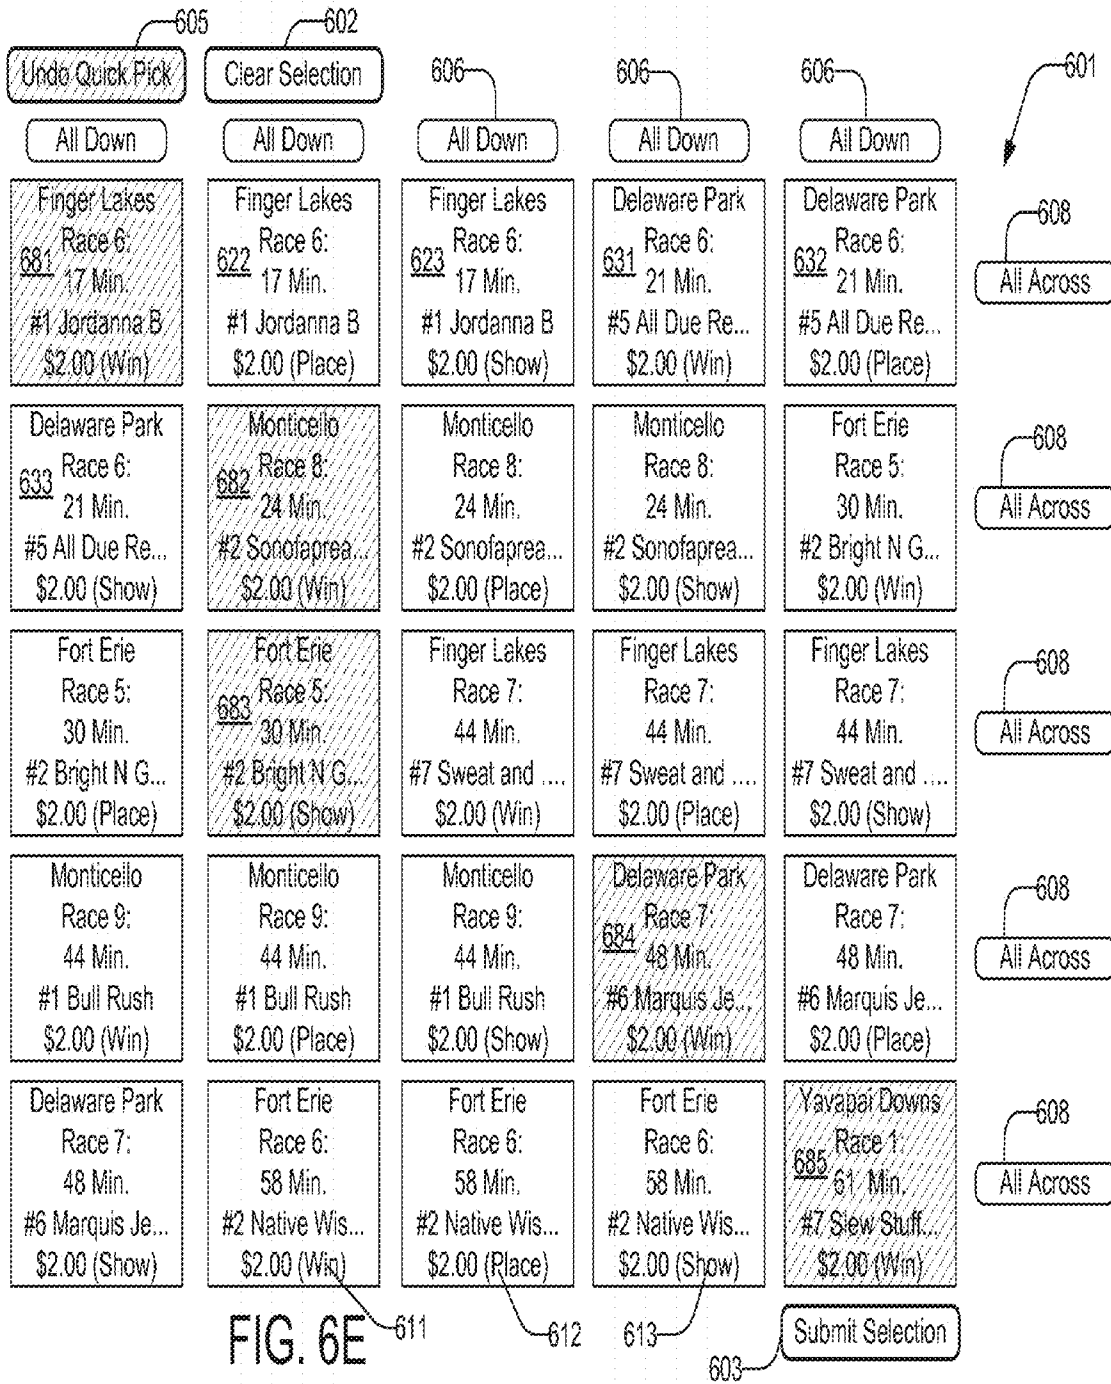 605
602
Undo Quick Pick
Clear Selection
606
606
606
601
All Down
All Down
All Down
All Down
All Down
Finger Lakes
Race 6:
681
17 Min.
#1 Jordanna B
$2.00 (Win)
Finger Lakes
Race 6:
622
17 Min.
#1 Jordanna B
$2.00 (Place)
Finger Lakes
Race 6:
623
17 Min.
#1 Jordanna B
$2.00 (Show)
Delaware Park
Race 6:
631
21 Min.
#5 All Due Re...
$2.00 (Win)
Delaware Park
Race 6:
632
21 Min.
#5 All Due Re...
$2.00 (Place)
608
All Across
Delaware Park
Race 6:
633
21 Min.
#5 All Due Re...
$2.00 (Show)
Monticello
Race 8:
682
24 Min.
#2 Sonofaprea...
$2.00 (Win)
Monticello
Race 8:
24 Min.
#2 Sonofaprea...
$2.00 (Place)
Monticello
Race 8:
24 Min.
#2 Sonofaprea...
$2.00 (Show)
Fort Erie
Race 5:
30 Min.
#2 Bright N G...
$2.00 (Win)
608
All Across
Fort Erie
Race 5:
30 Min.
#2 Bright N G...
$2.00 (Place)
Fort Erie
Race 5:
683
30 Min.
#2 Bright N G...
$2.00 (Show)
Finger Lakes
Race 7:
44 Min.
#7 Sweat and ....
$2.00 (Win)
Finger Lakes
Race 7:
44 Min.
#7 Sweat and ....
$2.00 (Place)
Finger Lakes
Race 7:
44 Min.
#7 Sweat and ....
$2.00 (Show)
608
All Across
Monticello
Race 9:
44 Min.
#1 Bull Rush
$2.00 (Win)
Monticello
Race 9:
44 Min.
#1 Bull Rush
$2.00 (Place)
Monticello
Race 9:
44 Min.
#1 Bull Rush
$2.00 (Show)
Delaware Park
Race 7:
684
48 Min.
#6 Marquis Je...
$2.00 (Win)
Delaware Park
Race 7:
48 Min.
#6 Marquis Je...
$2.00 (Place)
608
All Across
Delaware Park
Race 7:
48 Min.
#6 Marquis Je...
$2.00 (Show)
Fort Erie
Race 6:
58 Min.
#2 Native Wis...
$2.00 (Win)
Fort Erie
Race 6:
58 Min.
#2 Native Wis...
$2.00 (Place)
Fort Erie
Race 6:
58 Min.
#2 Native Wis...
$2.00 (Show)
Yavapai Downs
Race 1:
685
61 Min.
#7 Slew Stuff...
$2.00 (Win)
608
All Across
611
612
613
603
Submit Selection
FIG. 6E